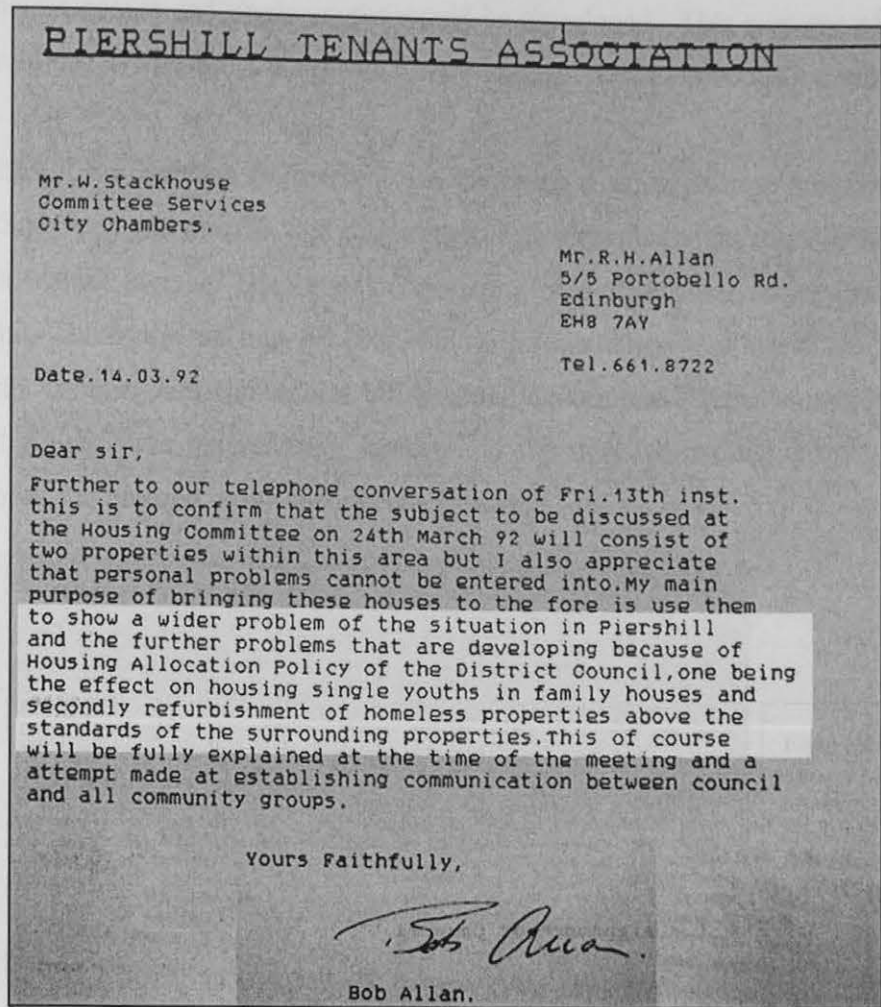 PIERSHILL TENANTS ASSOCIATION
Mr.W.Stackhouse
Committee Services
City Chambers.
Mr.R.H.Allan
5/5 Portobello Rd.
Edinburgh
EH8 7AY
Tel.661.8722
Date.14.03.92
Dear sir,
Further to our telephone conversation of Fri.13th inst.
this is to confirm that the subject to be discussed at
the Housing Committee on 24th March 92 will consist of
two properties within this area but I also appreciate
that personal problems cannot be entered into.My main
purpose of bringing these houses to the fore is use them
to show a wider problem of the situation in Piershill
and the further problems that are developing because of
Housing Allocation Policy of the District Council,one being
the effect on housing single youths in family houses and
secondly refurbishment of homeless properties above the
standards of the surrounding properties.This of course
will be fully explained at the time of the meeting and a
attempt made at establishing communication between council
and all community groups.
Yours Faithfully,
Bob Allan.
Bob Allan.